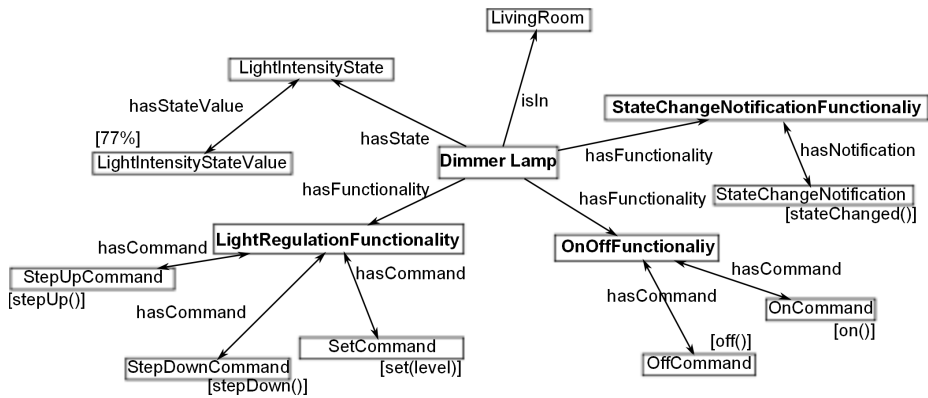 LivingRoom
LightIntensityState
isIn
hasStateValue
StateChangeNotificationFunctionaliy
[77%]
hasState
LightIntensityStateValue
Dimmer Lamp
hasFunctionality
hasNotification
hasFunctionality
hasFunctionality
StateChangeNotification
[stateChanged()]
LightRegulationFunctionality
OnOffFunctionaliy
hasCommand
StepUpCommand
[stepUp()]
hasCommand
hasCommand
hasCommand
hasCommand
OnCommand
[on()]
SetCommand
[set(level)]
[off()]
OffCommand
StepDownCommand
[stepDown()]